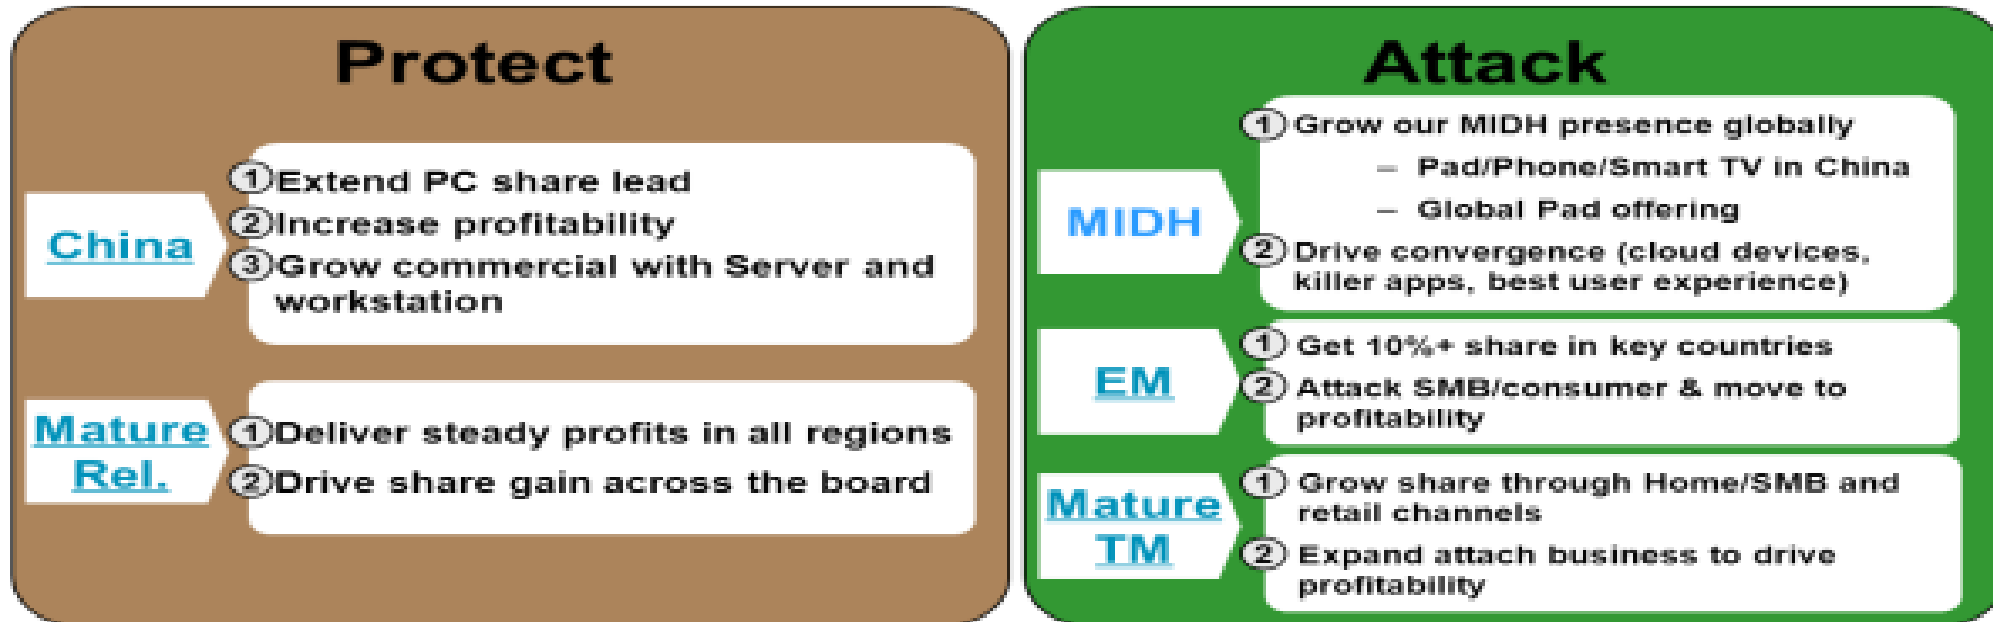 Protect
China
1 Extend PC share lead
2 Increase profitability
3 Grow commercial with Server and
workstation
Mature
Rel.
1 Deliver steady profits in all regions
2 Drive share gain across the board
Attack
MIDH
1 Grow our MIDH presence globally
– Pad/Phone/Smart TV in China
– Global Pad offering
2 Drive convergence (cloud devices,
killer apps, best user experience)
EM
1 Get 10%+ share in key countries
2 Attack SMB/consumer & move to
profitability
Mature
TM
1 Grow share through Home/SMB and
retail channels
2 Expand attach business to drive
profitability